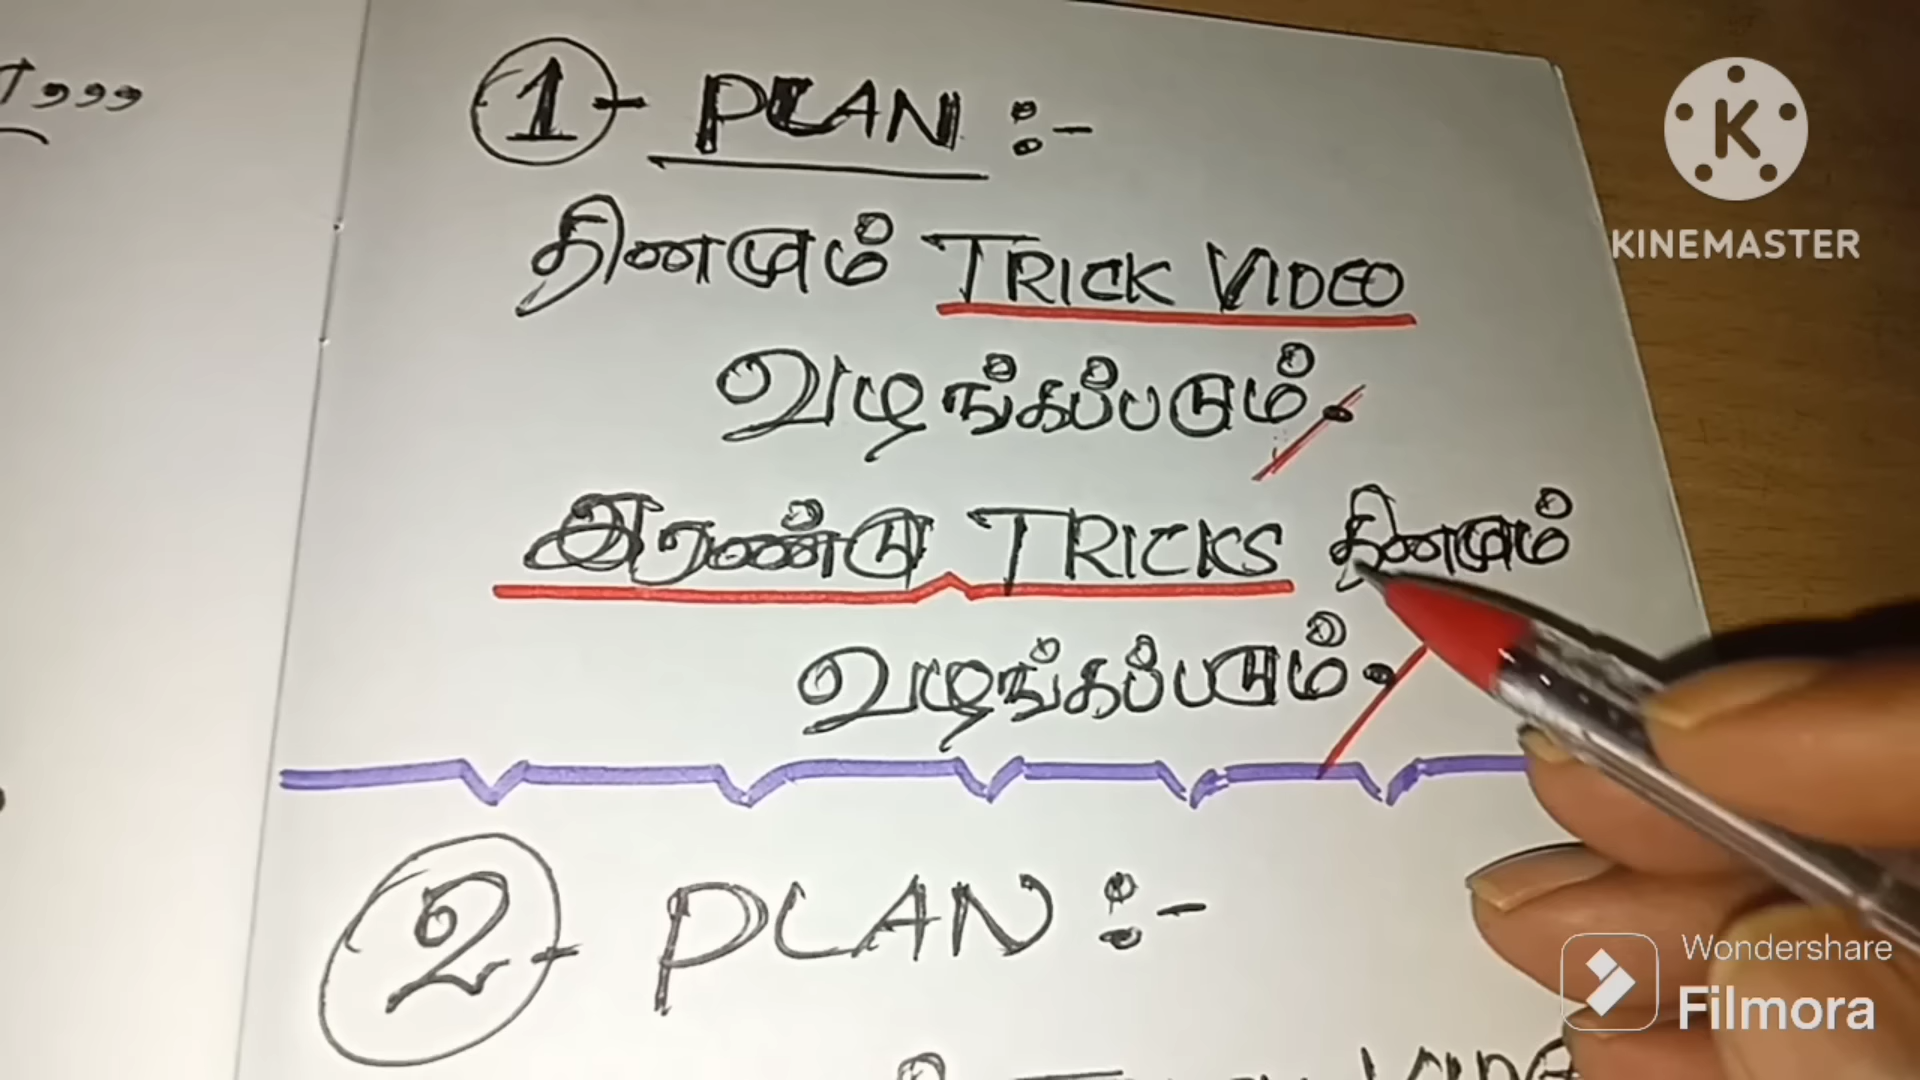 1- PLAN :-
தினமும் TRICK VIDEO
வழங்கப்படும்.
இரண்டு TRICKS தினமும்
வழங்கப்படும்.
2- PLAN :-
KINEMASTER
Wondershare
Filmora